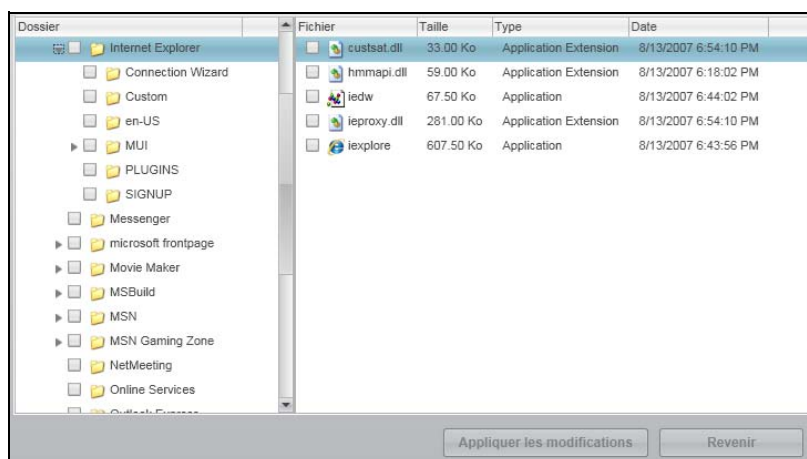 Dossier
Internet Explorer
Connection Wizard
Custom
en-US
MUI
PLUGINS
SIGNUP
Messenger
microsoft frontpage
Movie Maker
MSBuild
MSN
MSN Gaming Zone
NetMeeting
Online Services
Outlook Express
Fichier Taille Type Date
custsat.dll 33.00 Ko Application Extension 8/13/2007 6:54:10 PM
hmmapi.dll 59.00 Ko Application Extension 8/13/2007 6:18:02 PM
iedw 67.50 Ko Application 8/13/2007 6:44:02 PM
ieproxy.dll 281.00 Ko Application Extension 8/13/2007 6:54:10 PM
iexplore 607.50 Ko Application 8/13/2007 6:43:56 PM
Appliquer les modifications Revenir